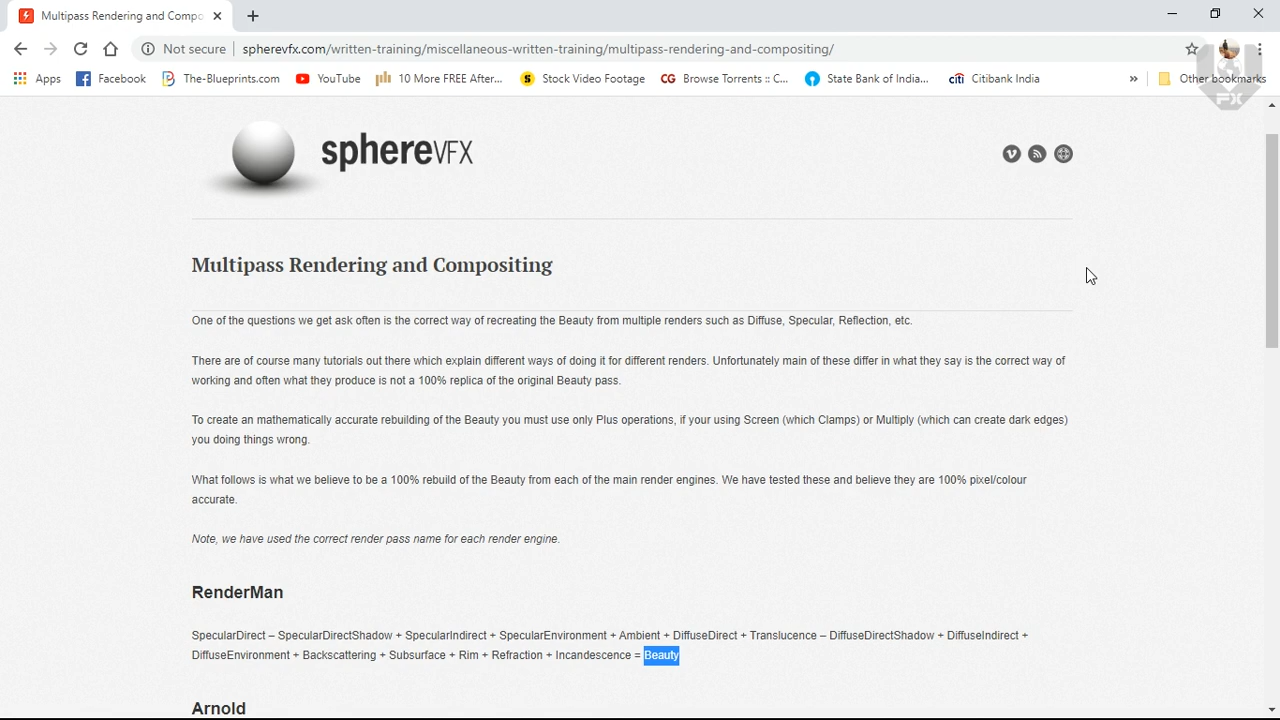 Multipass Rendering and Compo
Not secure spherevfx.com/written-training/miscellaneous-written-training/multipass-rendering-and-compositing/
Apps Facebook The-Blueprints.com YouTube 10 More FREE After... Stock Video Footage CG Browse Torrents :: C... State Bank of India... citi Citibank India » Other bookmarks
FX
sphereVFX
Multipass Rendering and Compositing
One of the questions we get ask often is the correct way of recreating the Beauty from multiple renders such as Diffuse, Specular, Reflection, etc.
There are of course many tutorials out there which explain different ways of doing it for different renders. Unfortunately main of these differ in what they say is the correct way of
working and often what they produce is not a 100% replica of the original Beauty pass.
To create an mathematically accurate rebuilding of the Beauty you must use only Plus operations, if your using Screen (which Clamps) or Multiply (which can create dark edges)
you doing things wrong.
What follows is what we believe to be a 100% rebuild of the Beauty from each of the main render engines. We have tested these and believe they are 100% pixel/colour
accurate.
Note, we have used the correct render pass name for each render engine.
RenderMan
SpecularDirect – SpecularDirectShadow + SpecularIndirect + SpecularEnvironment + Ambient + DiffuseDirect + Translucence – DiffuseDirectShadow + DiffuseIndirect +
DiffuseEnvironment + Backscattering + Subsurface + Rim + Refraction + Incandescence = Beauty
Arnold